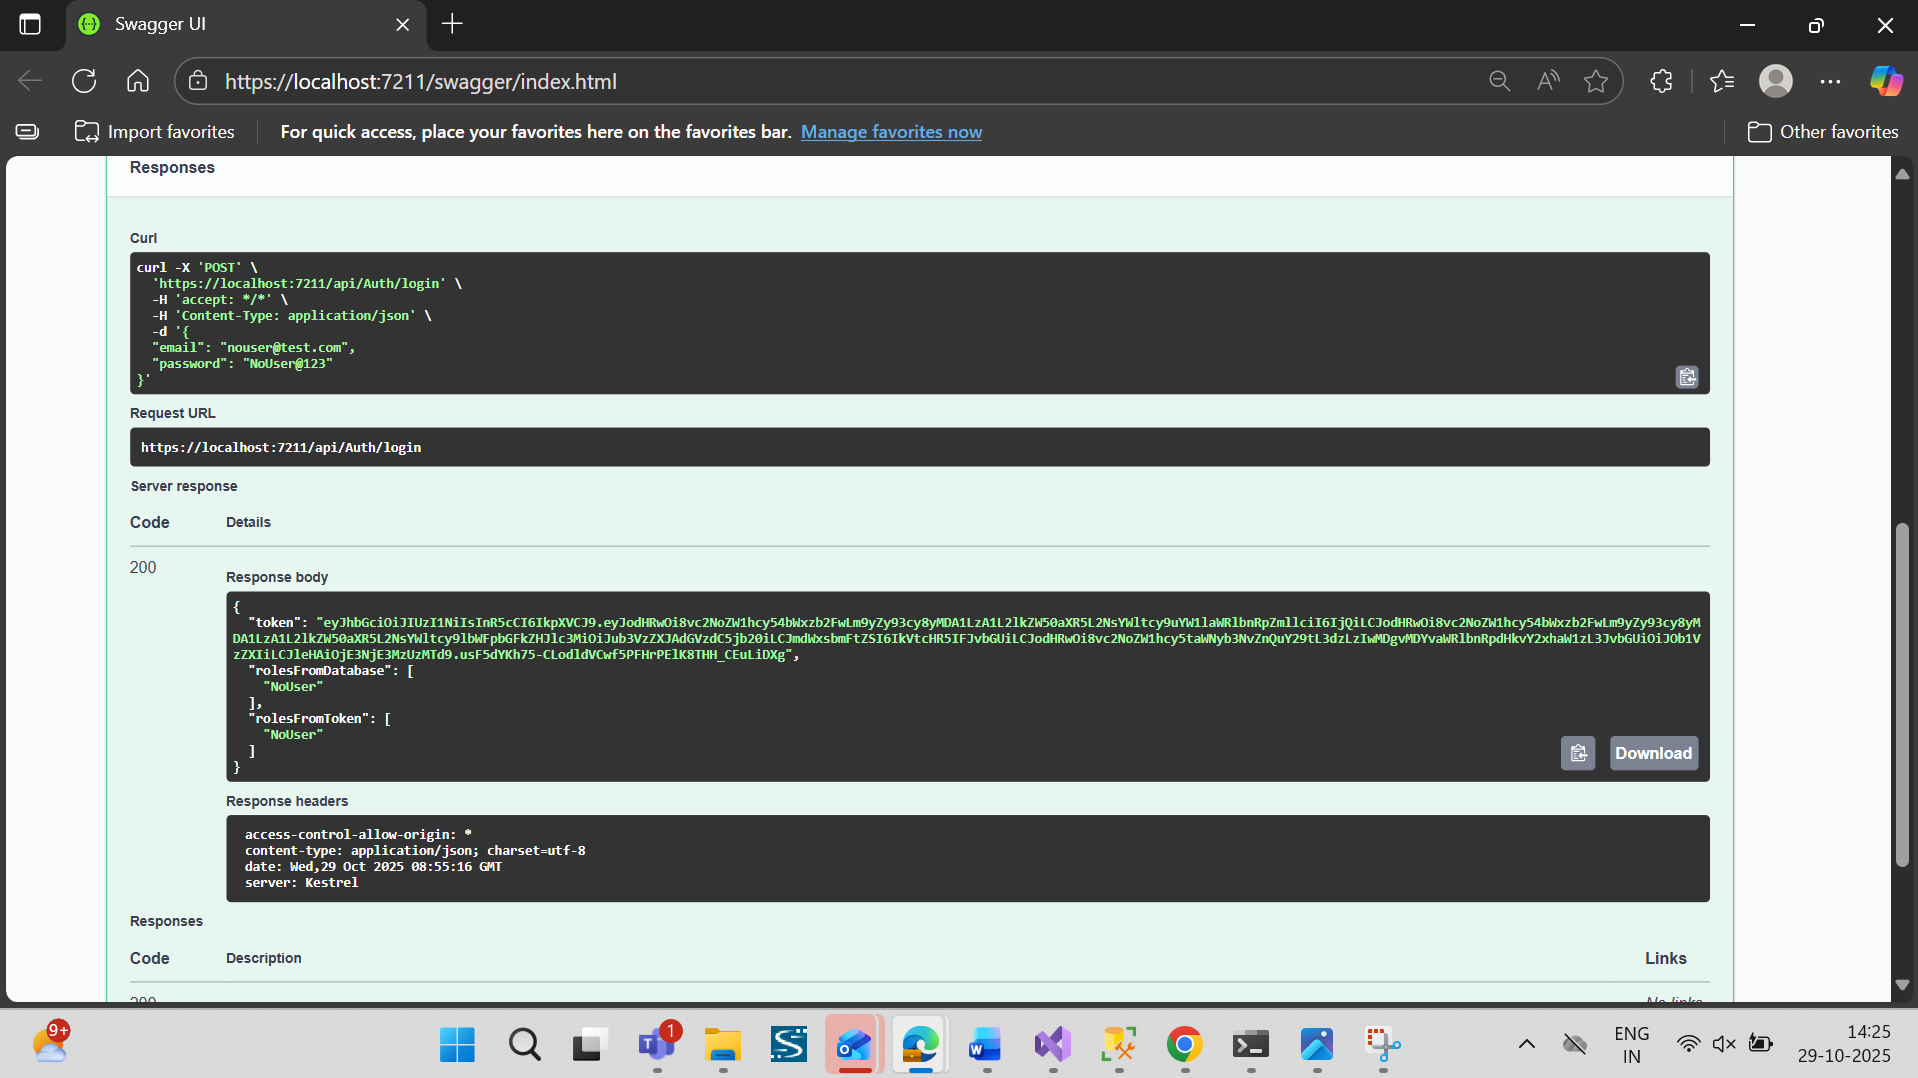 Swagger UI
https://localhost:7211/swagger/index.html
Import favorites
For quick access, place your favorites here on the favorites bar. Manage favorites now
Other favorites
Responses
Curl
curl -X 'POST' \
'https://localhost:7211/api/Auth/login' \
-H 'accept: */*' \
-H 'Content-Type: application/json' \
-d '{
"email": "nouser@test.com",
"password": "NoUser@123"
}'
Request URL
https://localhost:7211/api/Auth/login
Server response
Code Details
200
Response body
{
"token":
"rolesFromDatabase": [
"NoUser"
],
"rolesFromToken": [
"NoUser"
]
}
Download
Response headers
access-control-allow-origin: *
content-type: application/json; charset=utf-8
date: Wed,29 Oct 2025 08:55:16 GMT
server: Kestrel
Responses
Code Description Links
9+
1
ENG
IN
14:25
29-10-2025